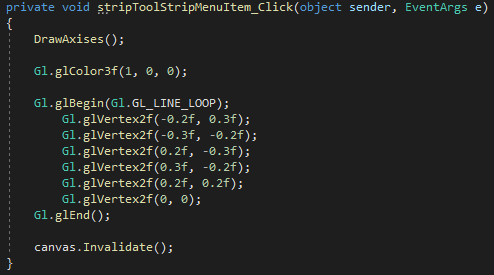 private void stripToolStripMenuItem_Click(object sender, EventArgs e)
{
DrawAxises();
Gl.glColor3f(1, 0, 0);
Gl.glBegin(Gl.GL_LINE_LOOP);
Gl.glVertex2f(-0.2f, 0.3f);
Gl.glVertex2f(-0.3f, -0.2f);
Gl.glVertex2f(0.2f, -0.3f);
Gl.glVertex2f(0.3f, -0.2f);
Gl.glVertex2f(0.2f, 0.2f);
Gl.glVertex2f(0, 0);
Gl.glEnd();
canvas.Invalidate();
}